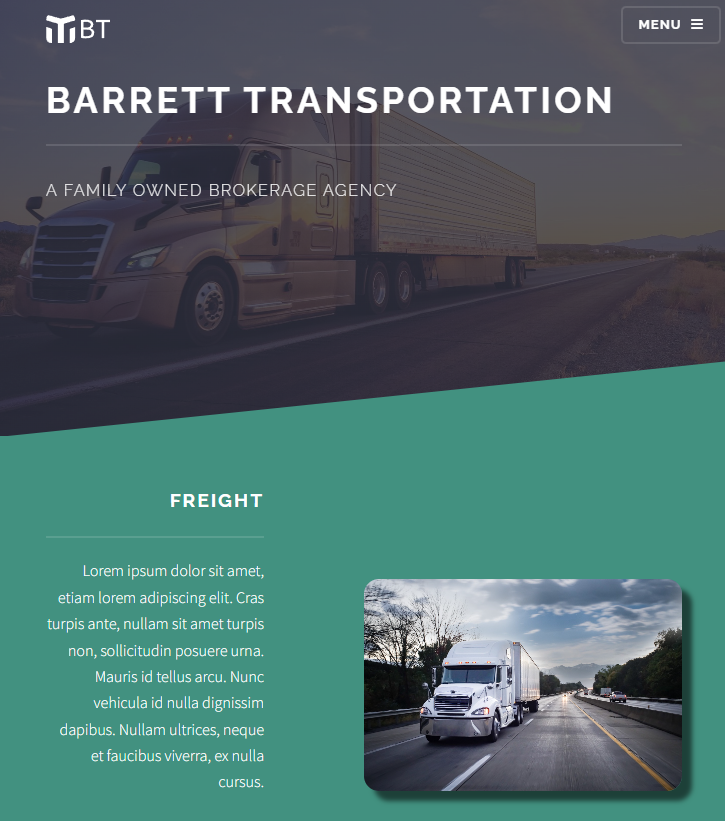 BT
MENU
BARRETT TRANSPORTATION
A FAMILY OWNED BROKERAGE AGENCY
FREIGHT
Lorem ipsum dolor sit amet,
etiam lorem adipiscing elit. Cras
turpis ante, nullam sit amet turpis
non, sollicitudin posuere urna.
Mauris id tellus arcu. Nunc
vehicula id nulla dignissim
dapibus. Nullam ultrices, neque
et faucibus viverra, ex nulla
cursus.